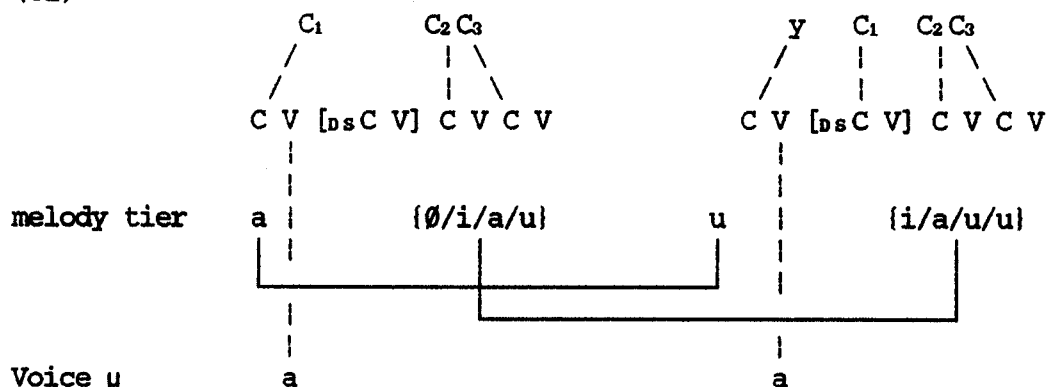 C₁ C₂ C₃ y C₁ C₂ C₃
C V [DS C V] C V C V C V [DS C V] C V C V
melody tier a {Ø/i/a/u} u {i/a/u/u}
Voice μ a a